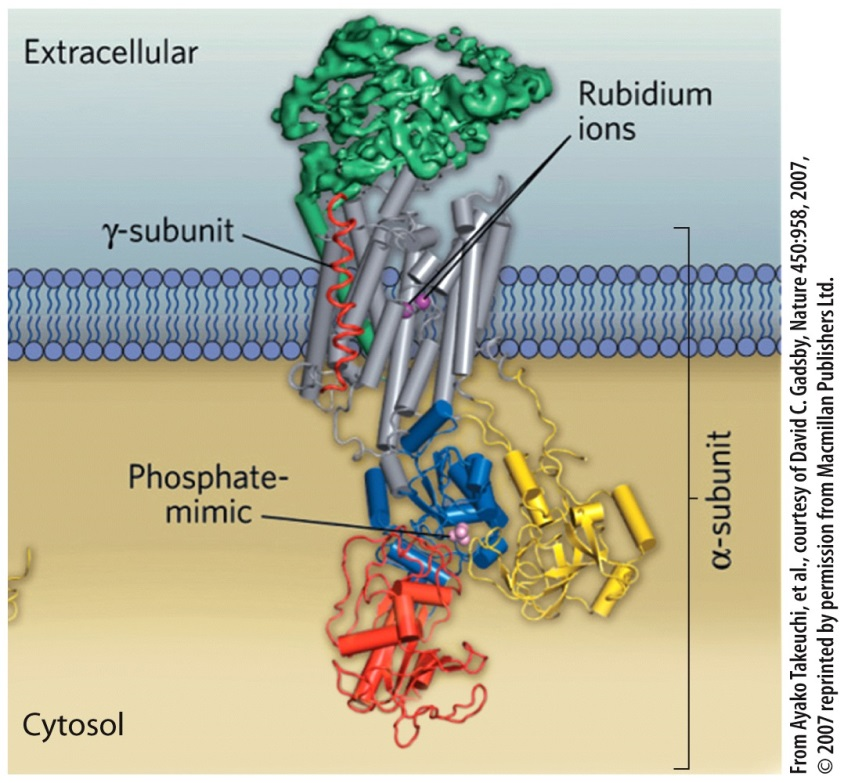 Extracellular
Rubidium
ions
γ-subunit
Phosphate-
mimic
α-subunit
Cytosol
From Ayako Takeuchi, et al., courtesy of David C. Gadsby, Nature 450:958, 2007,
© 2007 reprinted by permission from Macmillan Publishers Ltd.